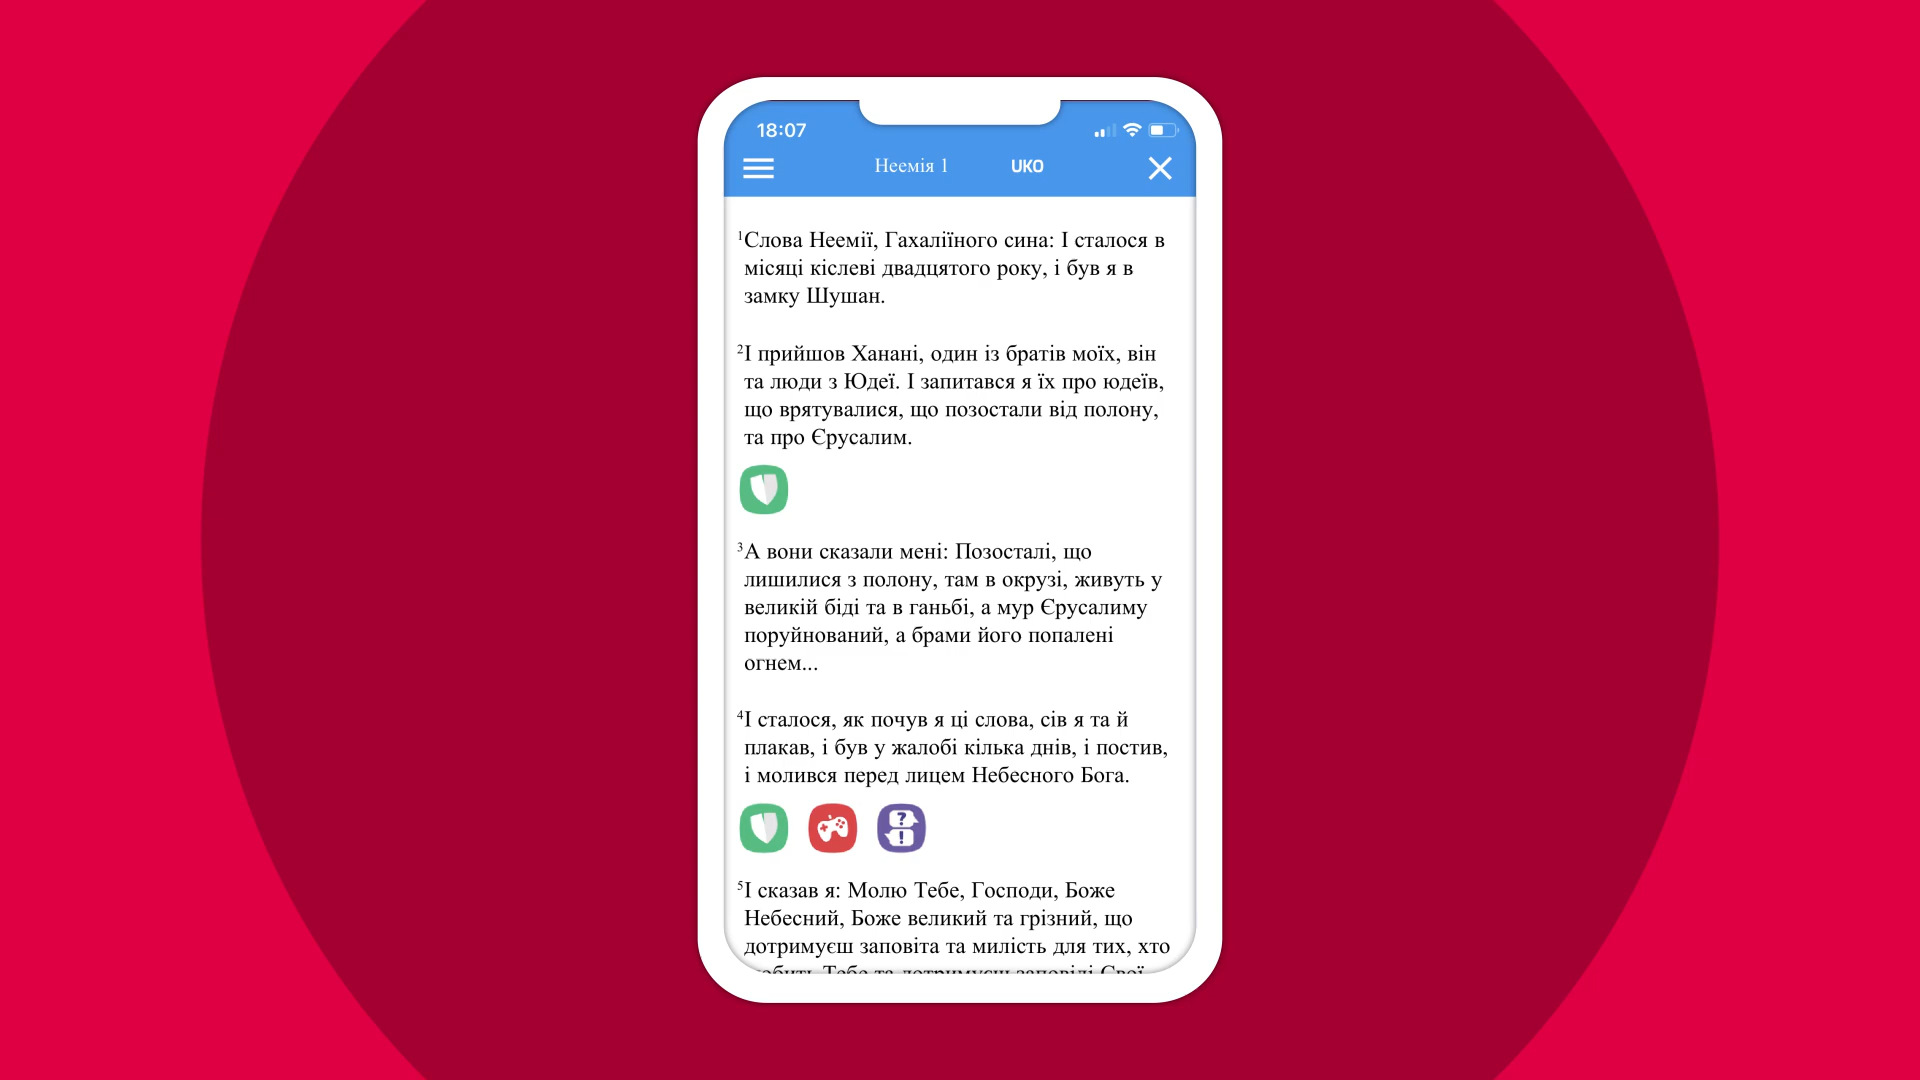 18:07
Неемія 1 UKO
1Слова Неемії, Гахаліїного сина: І сталося в
місяці кіслеві двадцятого року, і був я в
замку Шушан.
2І прийшов Ханані, один із братів моїх, він
та люди з Юдеї. І запитався я їх про юдеїв,
що врятувалися, що позостали від полону,
та про Єрусалим.
3А вони сказали мені: Позосталі, що
лишилися з полону, там в окрузі, живуть у
великій біді та в ганьбі, а мур Єрусалиму
поруйнований, а брами його попалені
огнем...
4І сталося, як почув я ці слова, сів я та й
плакав, і був у жалобі кілька днів, і постив,
і молився перед лицем Небесного Бога.
? !
5І сказав я: Молю Тебе, Господи, Боже
Небесний, Боже великий та грізний, що
дотримуєш заповіта та милість для тих, хто
Тебе та дотримуєш заповіді Свої